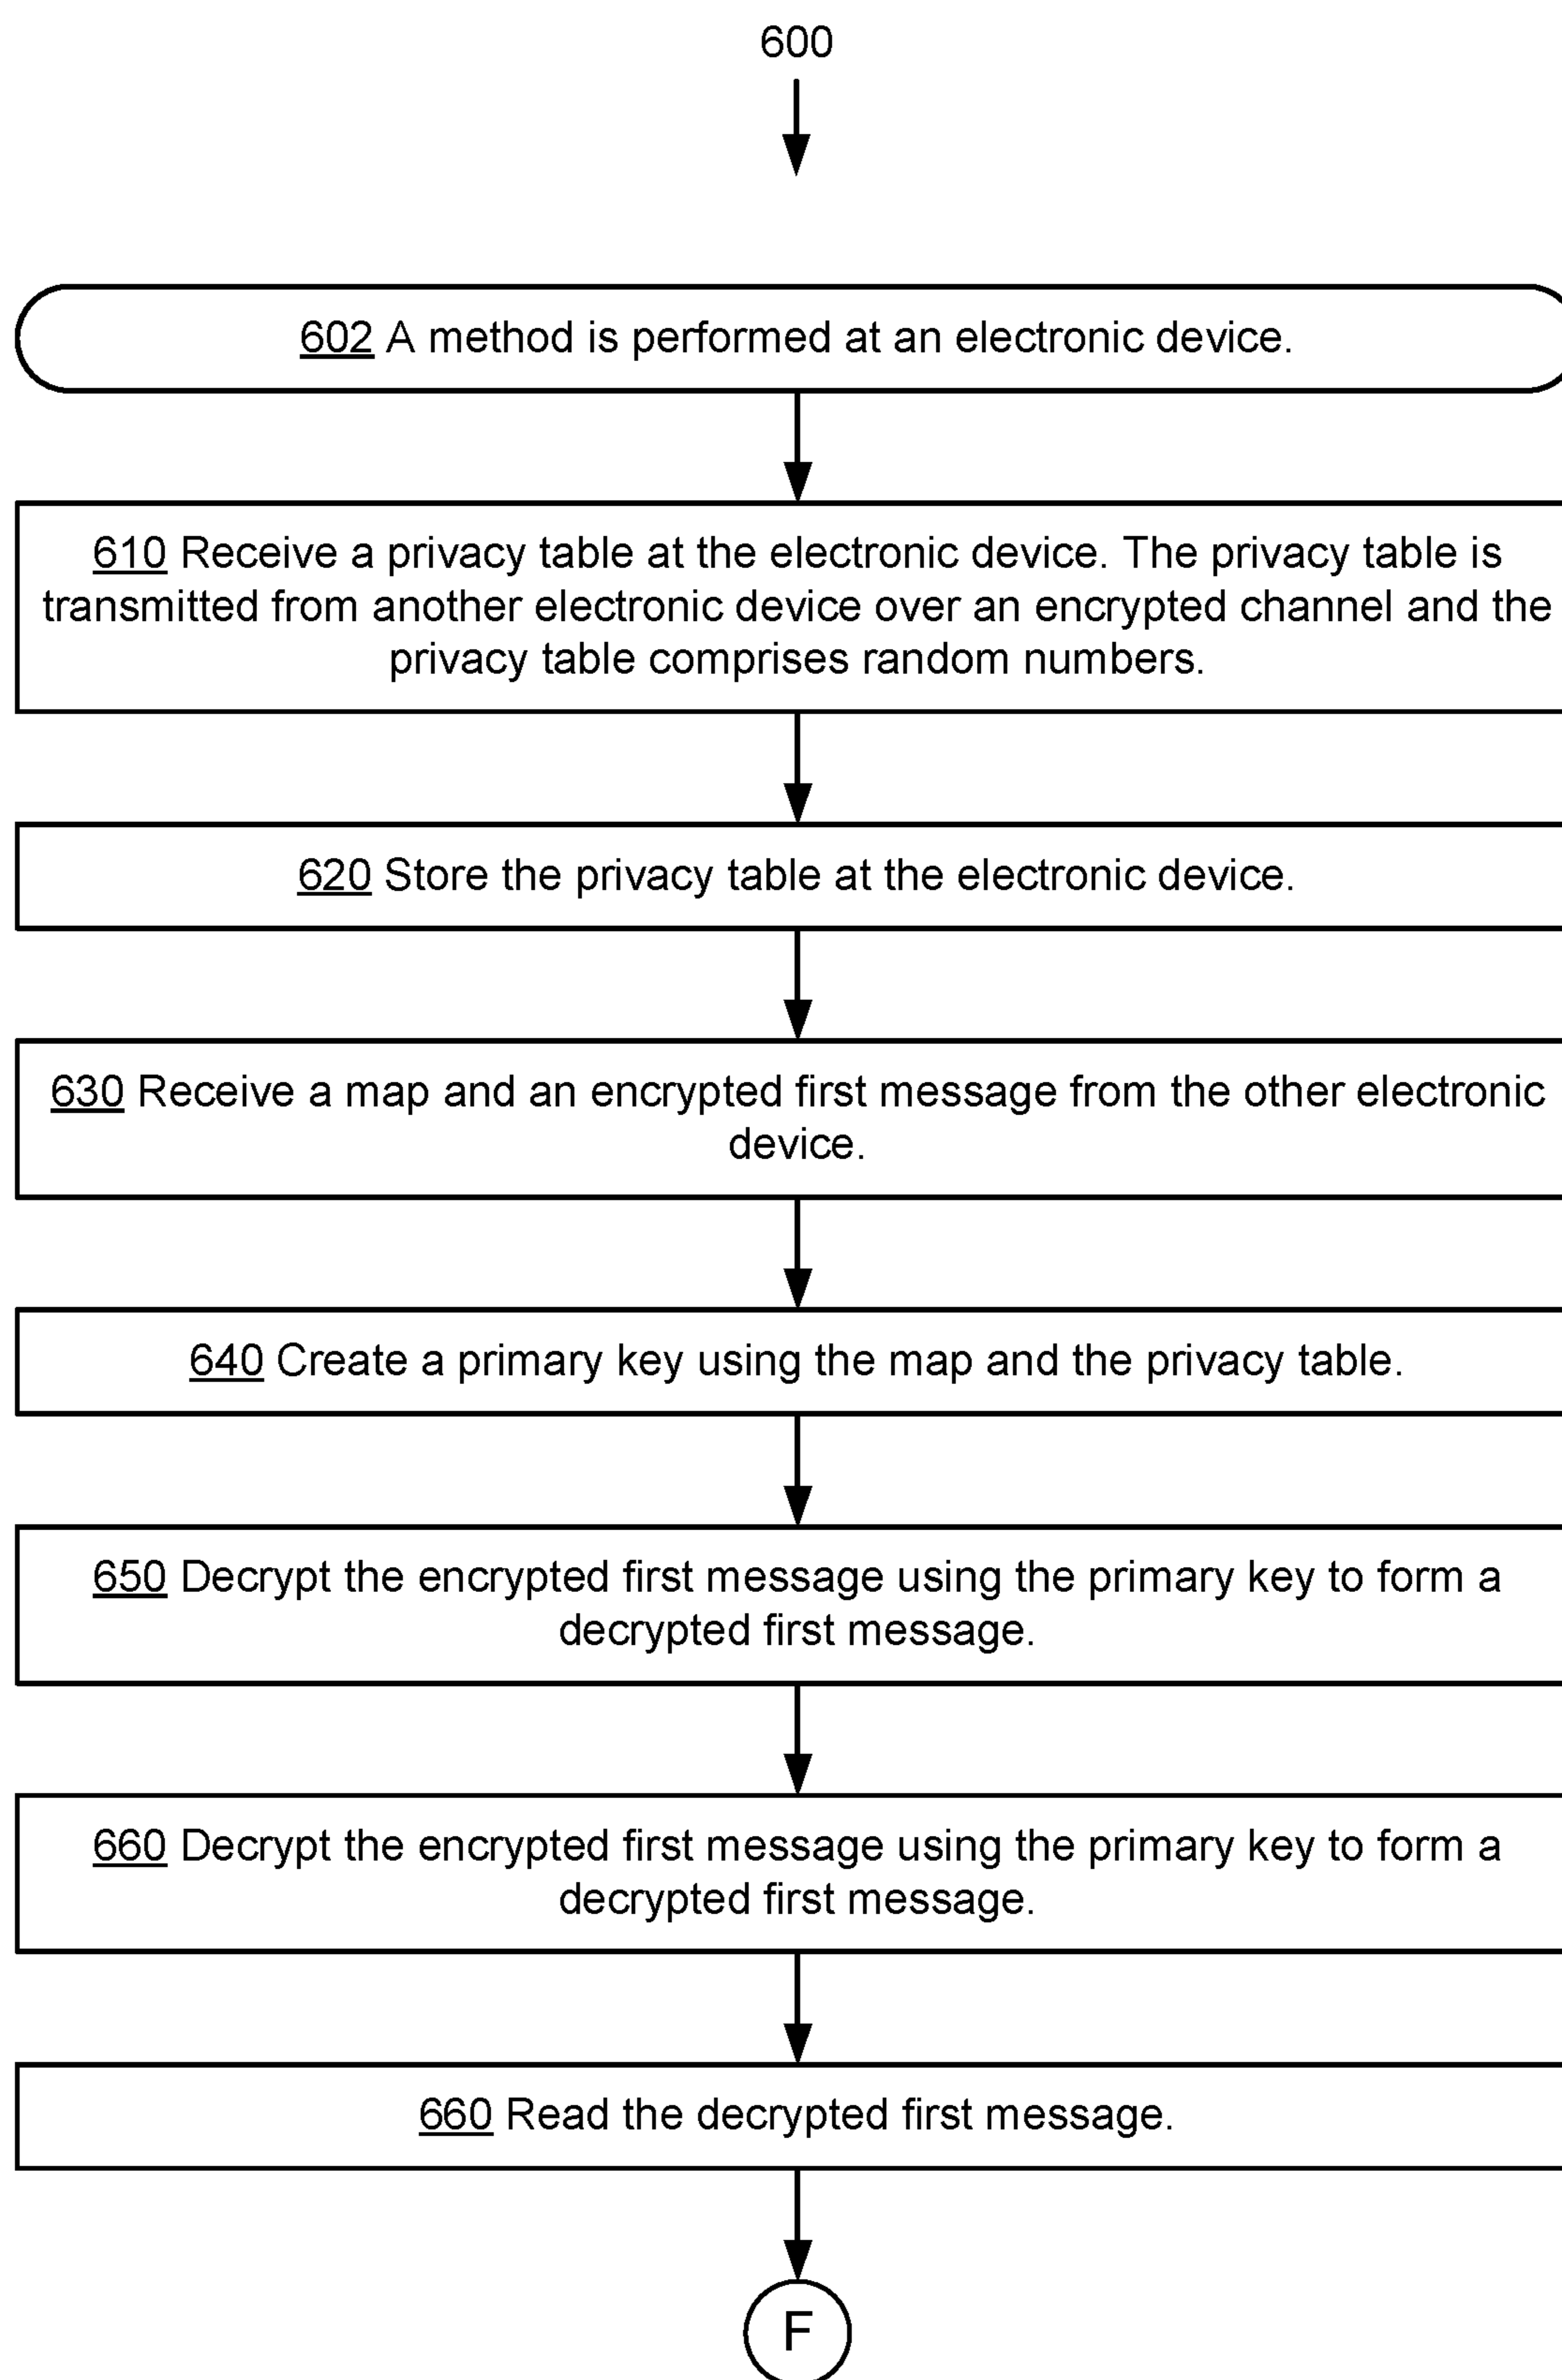 600
602 A method is performed at an electronic device.
610 Receive a privacy table at the electronic device. The privacy table is
transmitted from another electronic device over an encrypted channel and the
privacy table comprises random numbers.
620 Store the privacy table at the electronic device.
630 Receive a map and an encrypted first message from the other electronic
device.
640 Create a primary key using the map and the privacy table.
650 Decrypt the encrypted first message using the primary key to form a
decrypted first message.
660 Decrypt the encrypted first message using the primary key to form a
decrypted first message.
660 Read the decrypted first message.
F